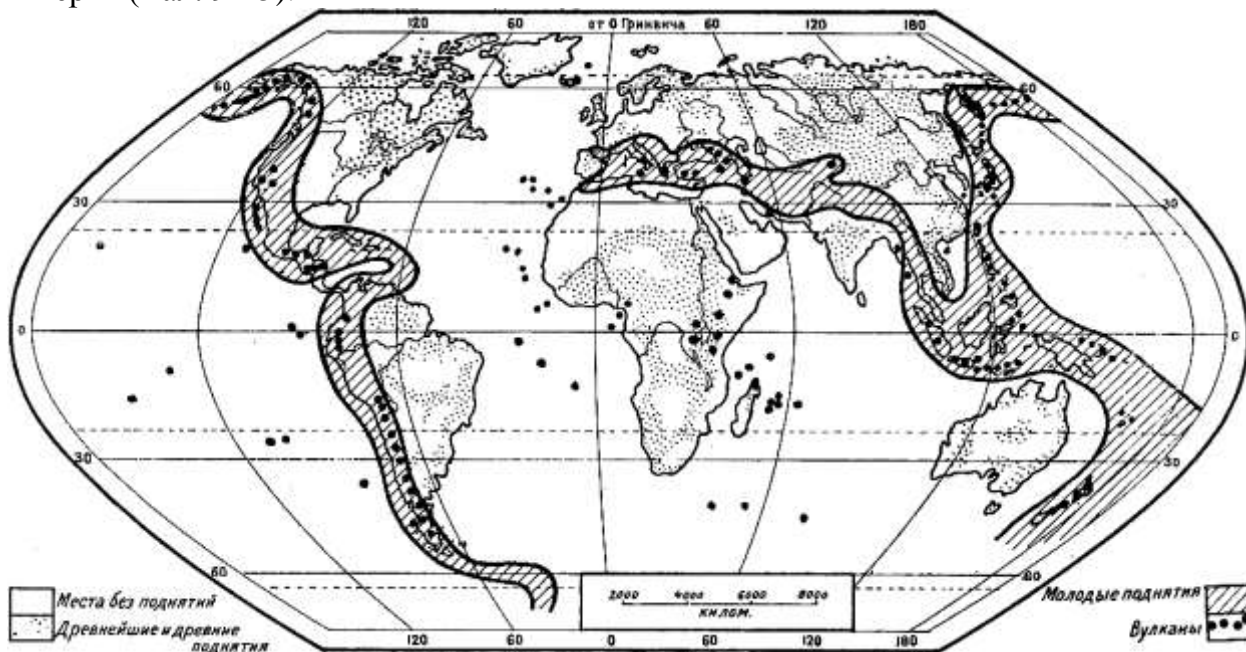 120 60 от 0 Гринвича 60 120 180
60 60
30 30
0 0
30 30
60 60
2000 4000 6000 8000
килом.
Места без поднятий
Древнейшие и древние
поднятия
Молодые поднятия
Вулканы
120 60 0 60 120 180